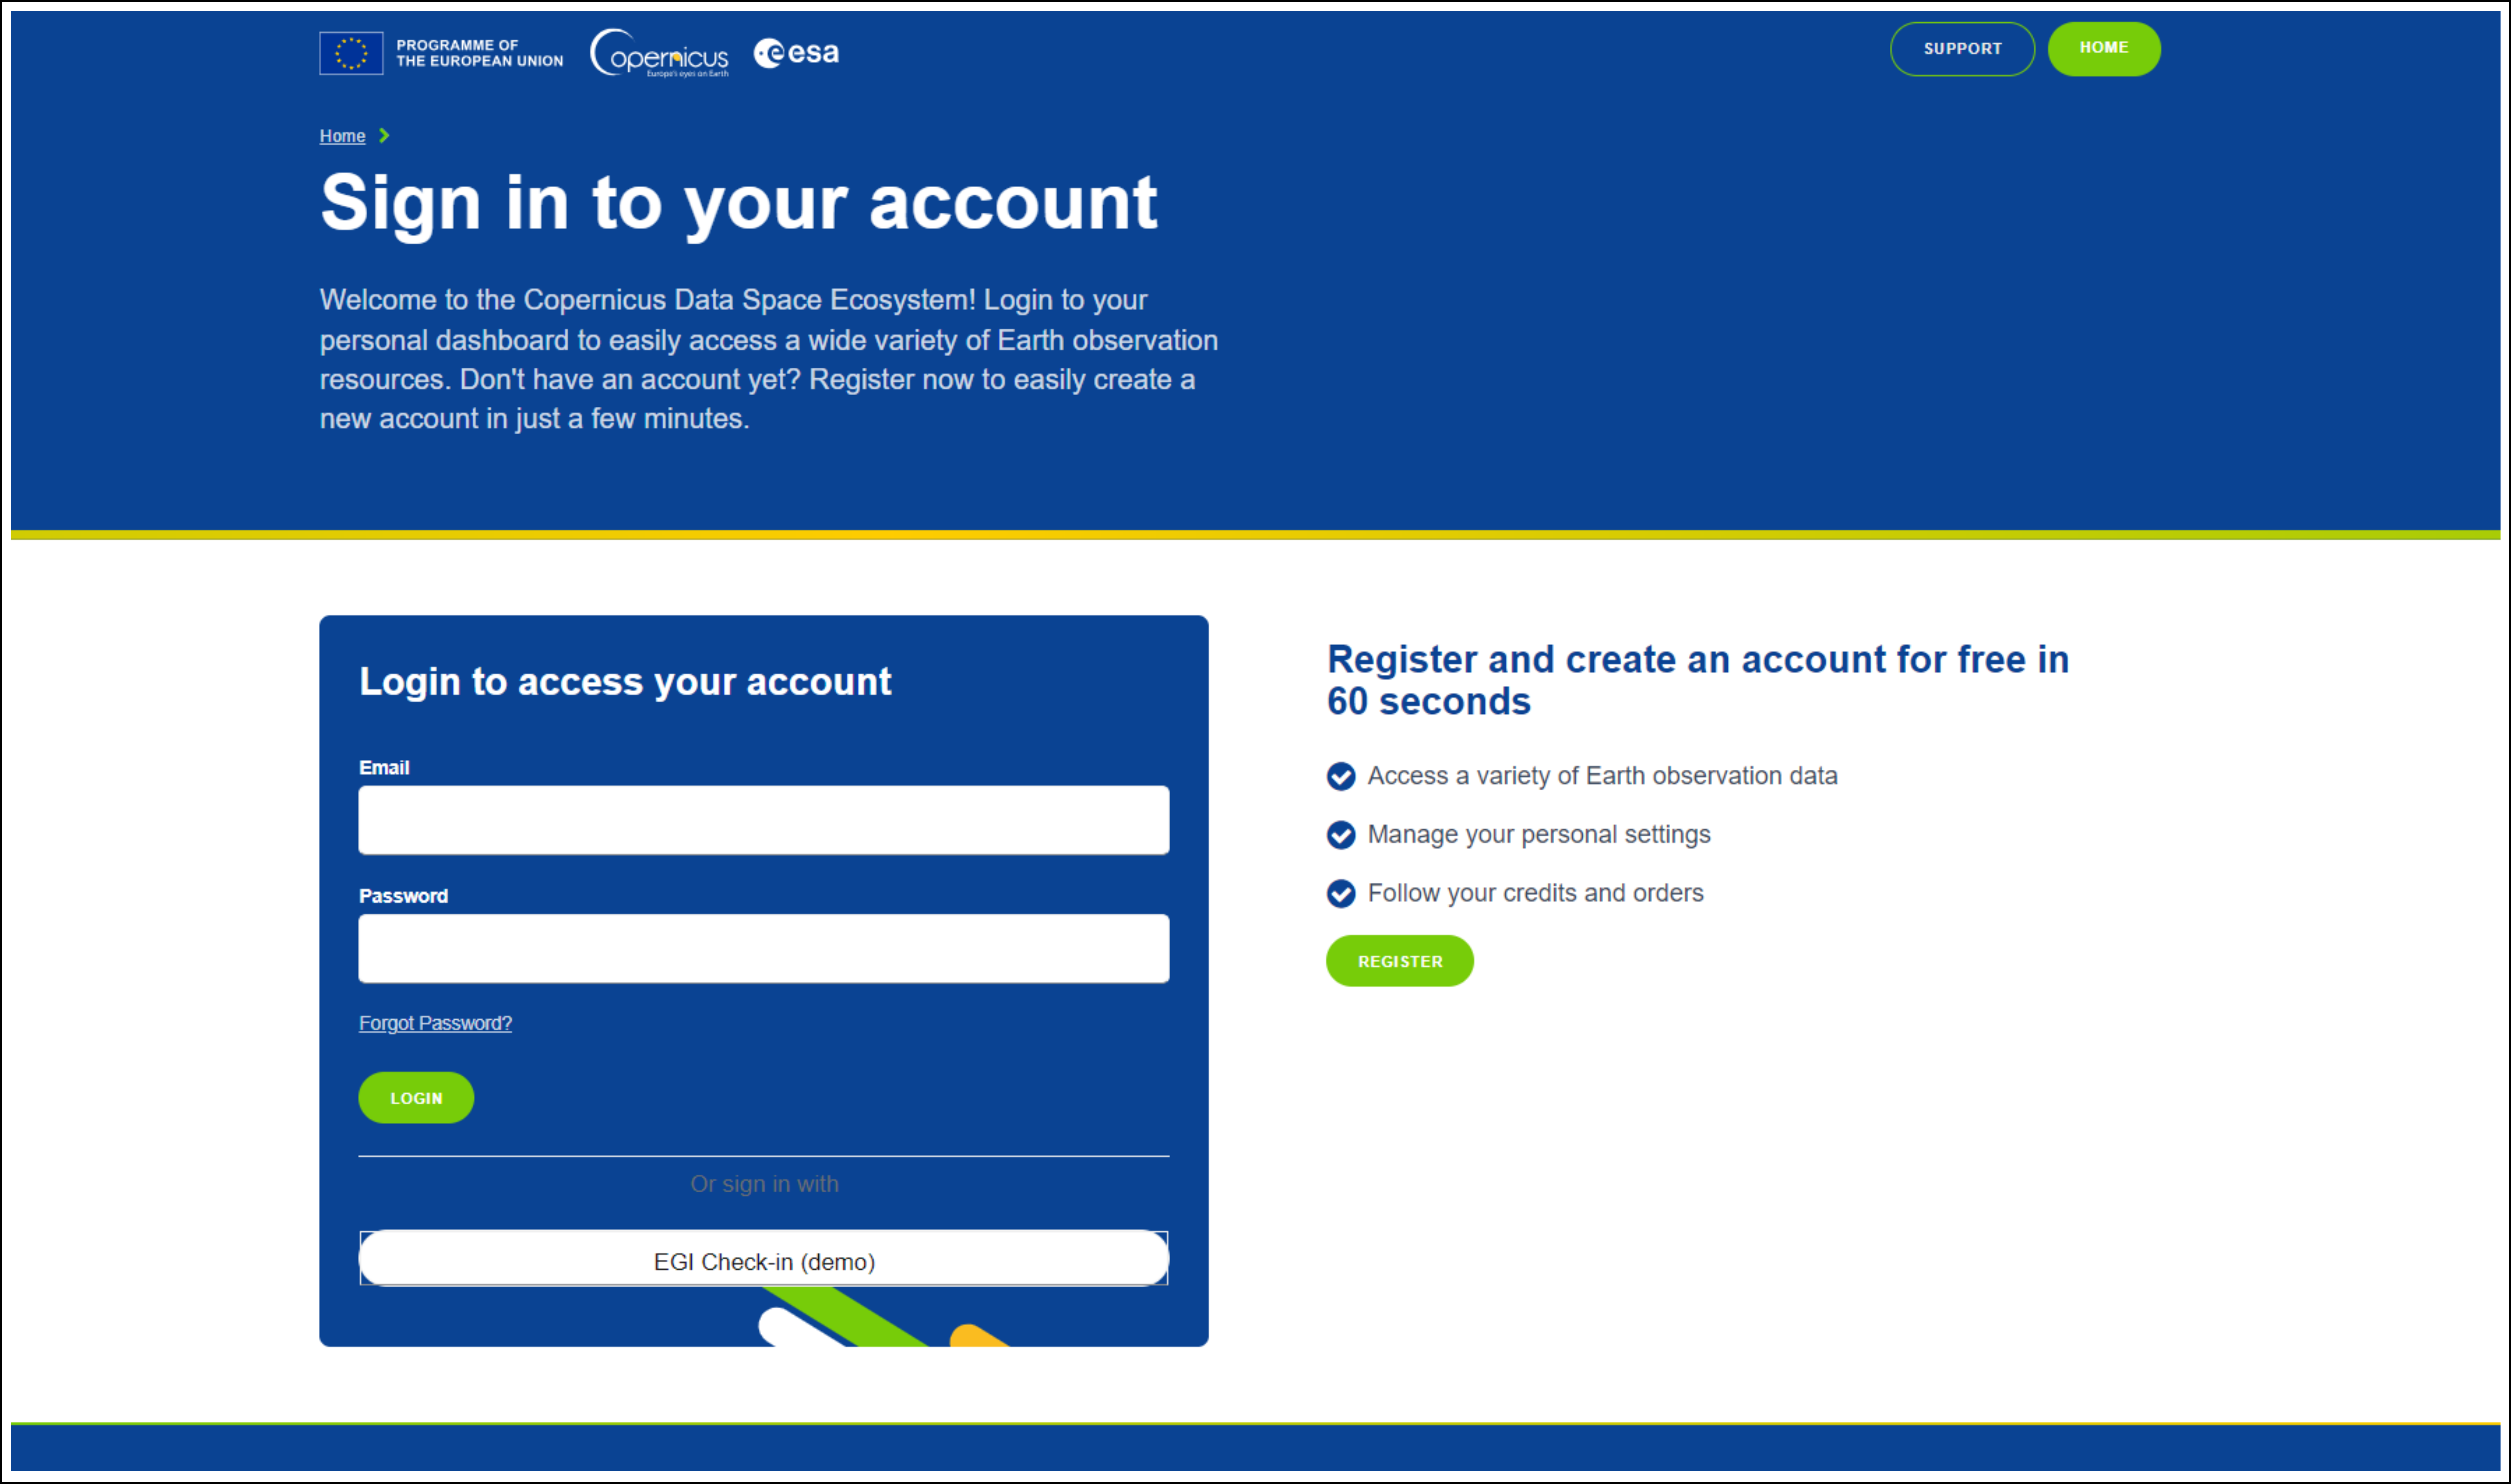 PROGRAMME OF
THE EUROPEAN UNION
opernicus
Europe's eyes on Earth
esa
SUPPORT
HOME
Home
Sign in to your account
Welcome to the Copernicus Data Space Ecosystem! Login to your
personal dashboard to easily access a wide variety of Earth observation
resources. Don't have an account yet? Register now to easily create a
new account in just a few minutes.
Login to access your account
Email
Password
Forgot Password?
LOGIN
Or sign in with
EGI Check-in (demo)
Register and create an account for free in
60 seconds
Access a variety of Earth observation data
Manage your personal settings
Follow your credits and orders
REGISTER